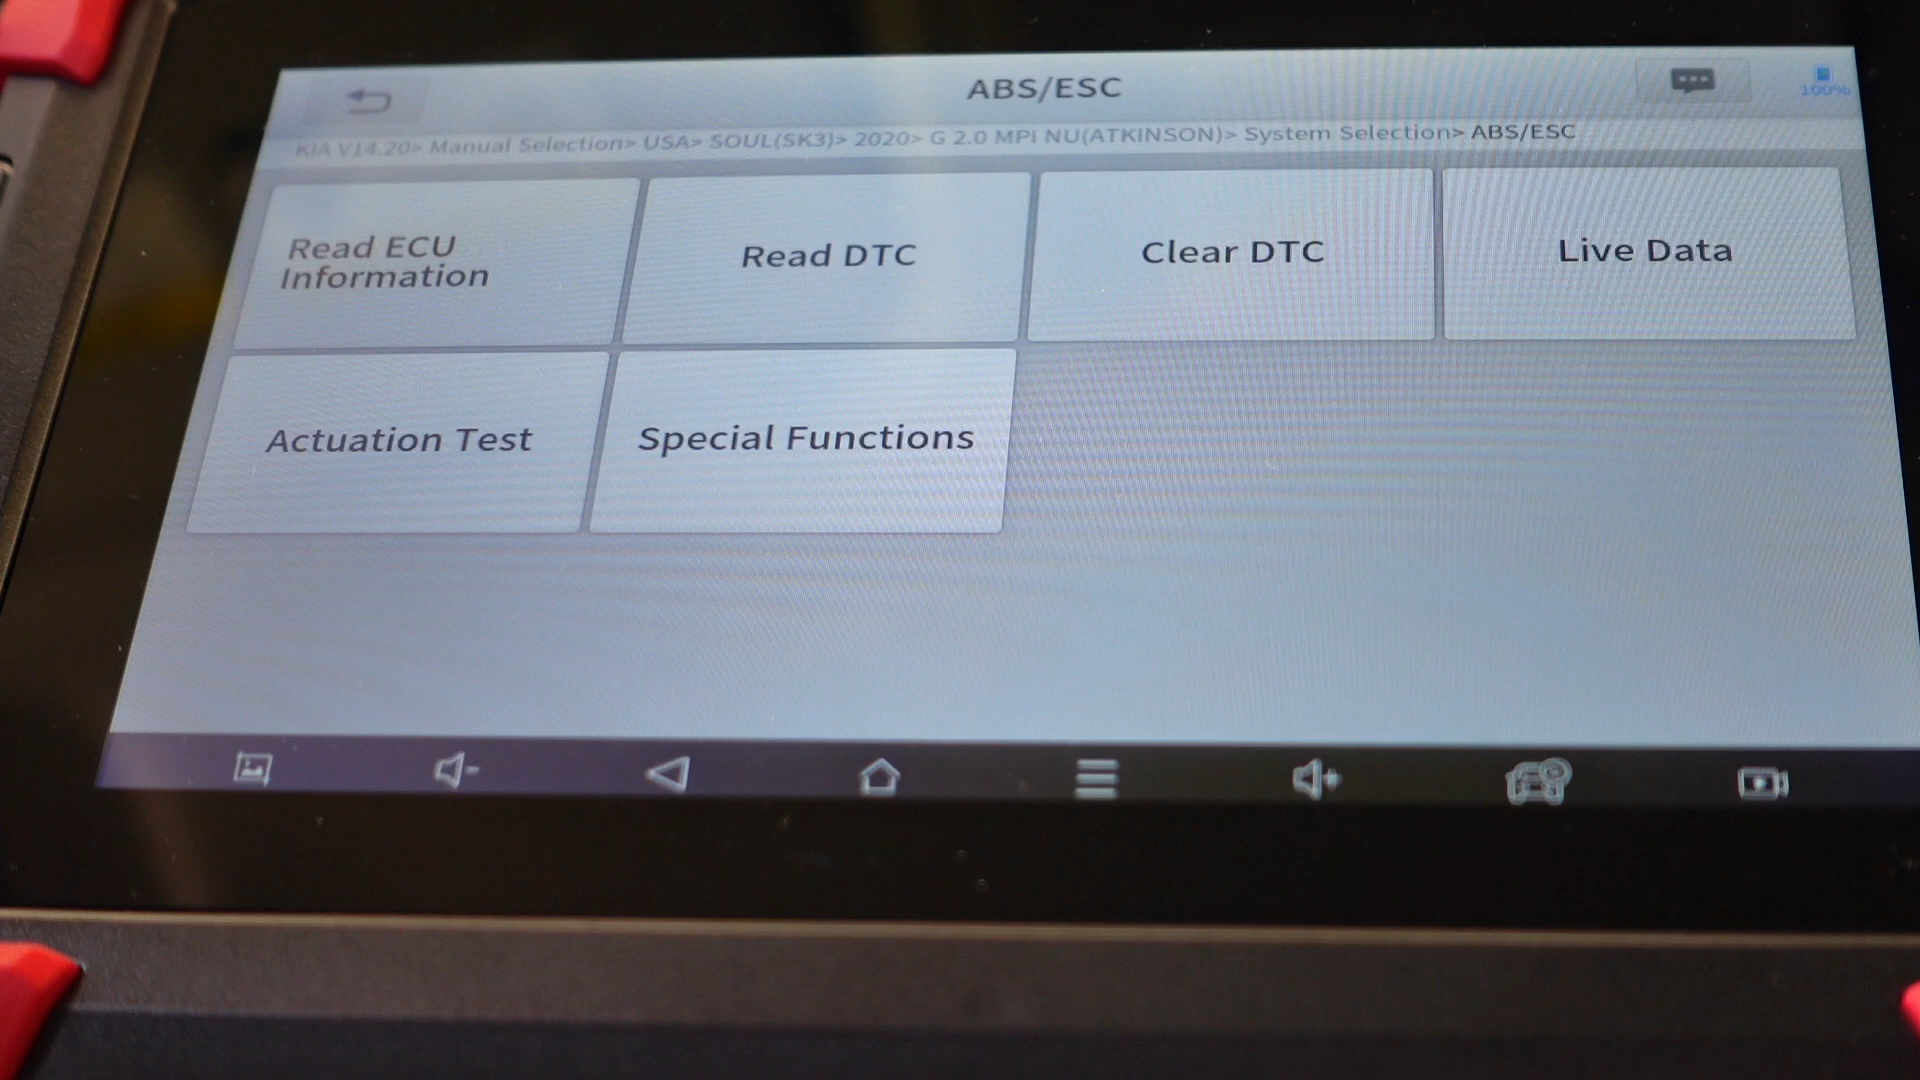 ABS/ESC
100%
KIA V14.20> Manual Selection> USA> SOUL(SK3)> 2020> G 2.0 MPI NU(ATKINSON)> System Selection> ABS/ESC
Read ECU
Information
Read DTC
Clear DTC
Live Data
Actuation Test
Special Functions